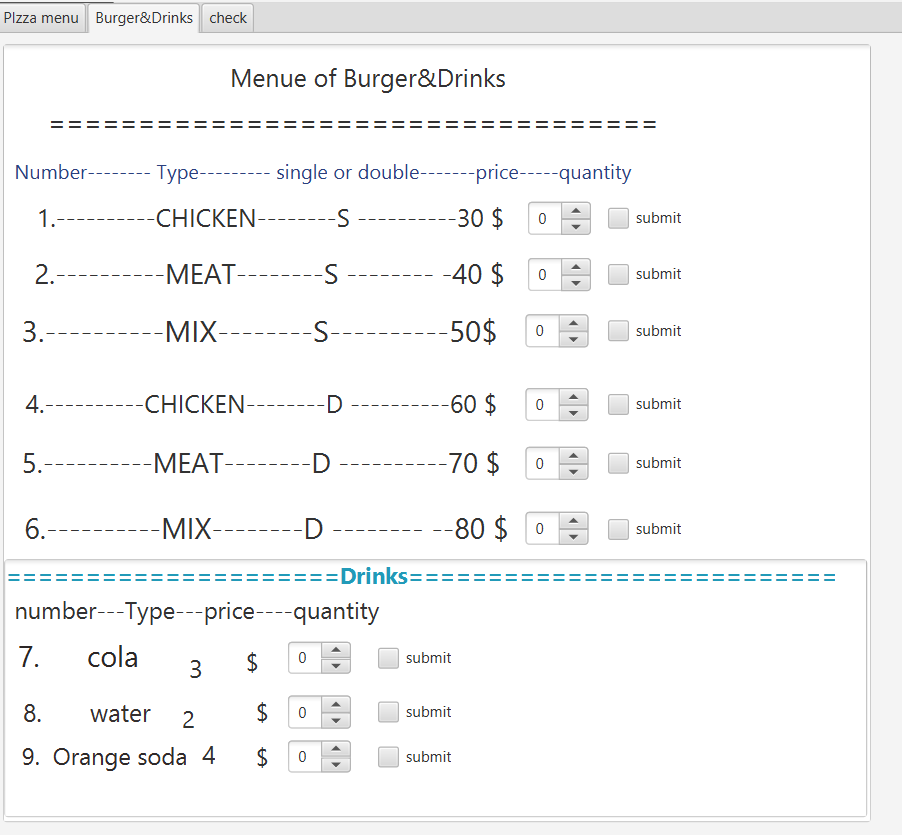 PIzza menu Burger&Drinks check
Menue of Burger&Drinks
==================================
Number-------- Type--------- single or double-------price-----quantity
1.----------CHICKEN--------S ----------30 $ 0 submit
2.-----------MEAT--------S -------- -40 $ 0 submit
3.-----------MIX---------S-----------50$ 0 submit
4.----------CHICKEN--------D ----------60 $ 0 submit
5.----------MEAT--------D ----------70 $ 0 submit
6.----------MIX--------D -------- --80 $ 0 submit
=====================Drinks===========================
number---Type---price----quantity
7. cola 3 $ 0 submit
8. water 2 $ 0 submit
9. Orange soda 4 $ 0 submit